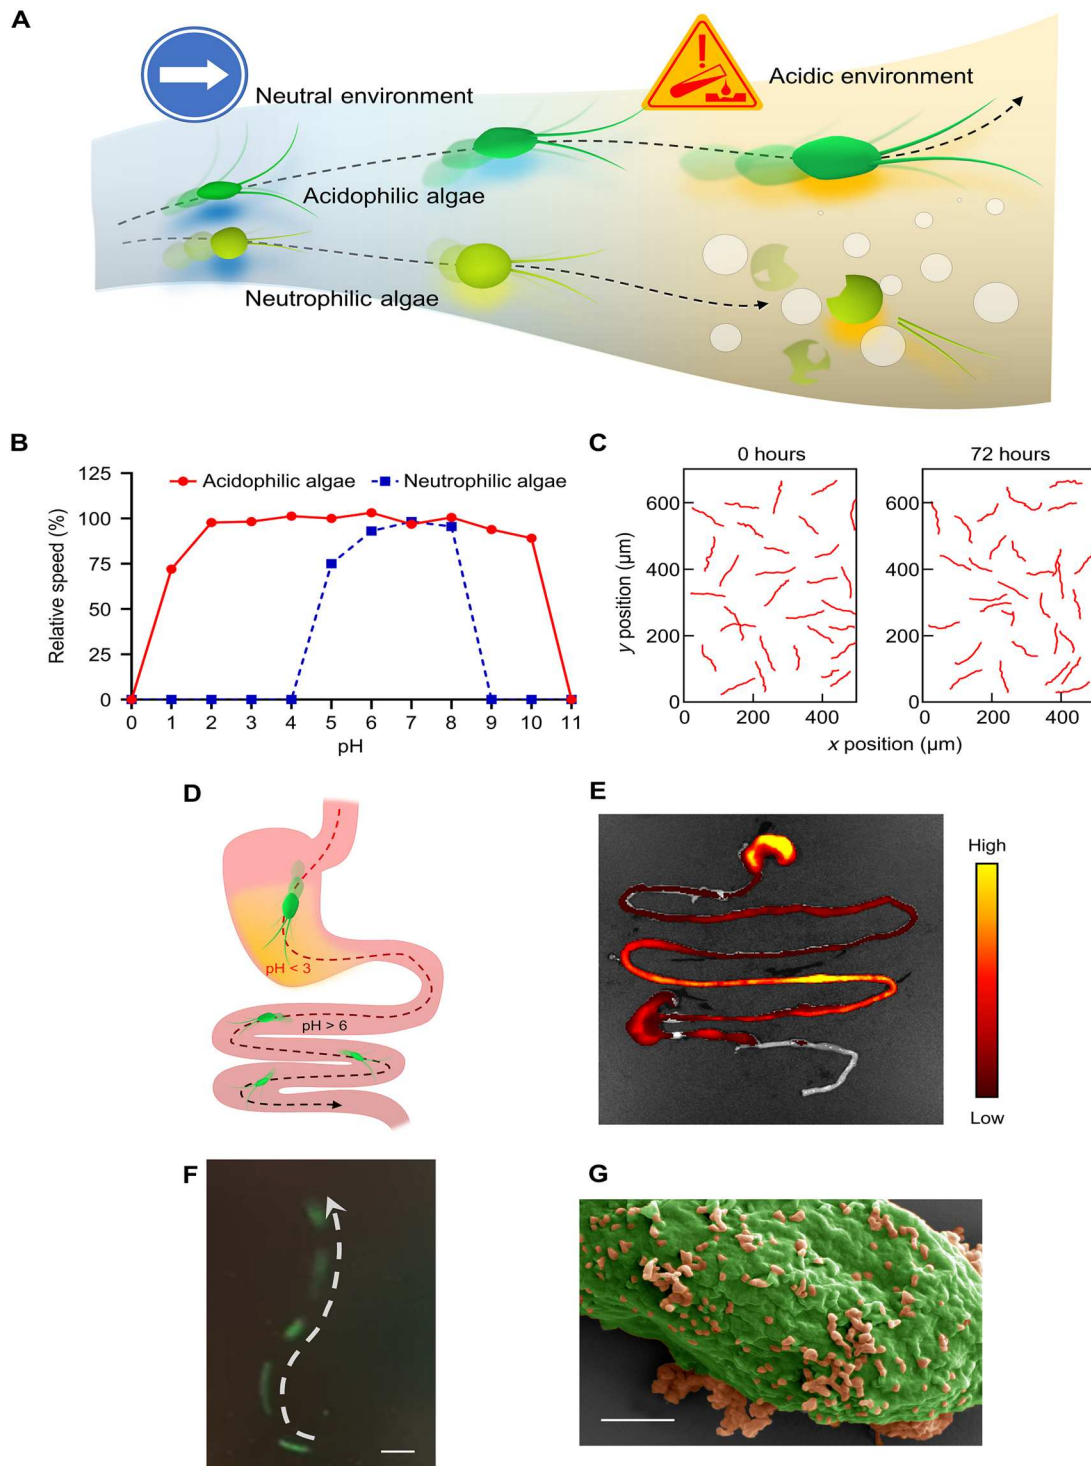 A
Neutral environment
!
Acidic environment
Acidophilic algae
Neutrophilic algae
B
125
100
75
50
25
0
Relative speed (%)
Acidophilic algae
Neutrophilic algae
0 1 2 3 4 5 6 7 8 9 10 11
pH
C
0 hours
72 hours
600
400
200
0
y position (µm)
600
400
200
0
0 200 400
0 200 400
x position (µm)
D
pH < 3
pH > 6
E
High
Low
F
G